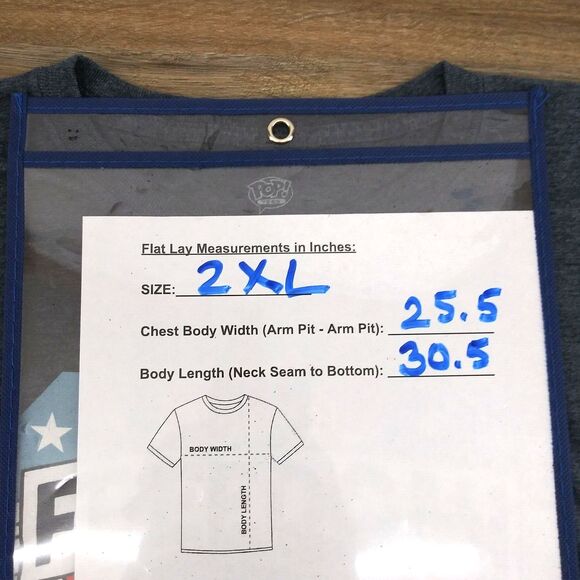 POP!
TEES
Flat Lay Measurements in Inches:
SIZE: 2XL
Chest Body Width (Arm Pit - Arm Pit): 25.5
Body Length (Neck Seam to Bottom): 30.5
BODY WIDTH
BODY LENGTH